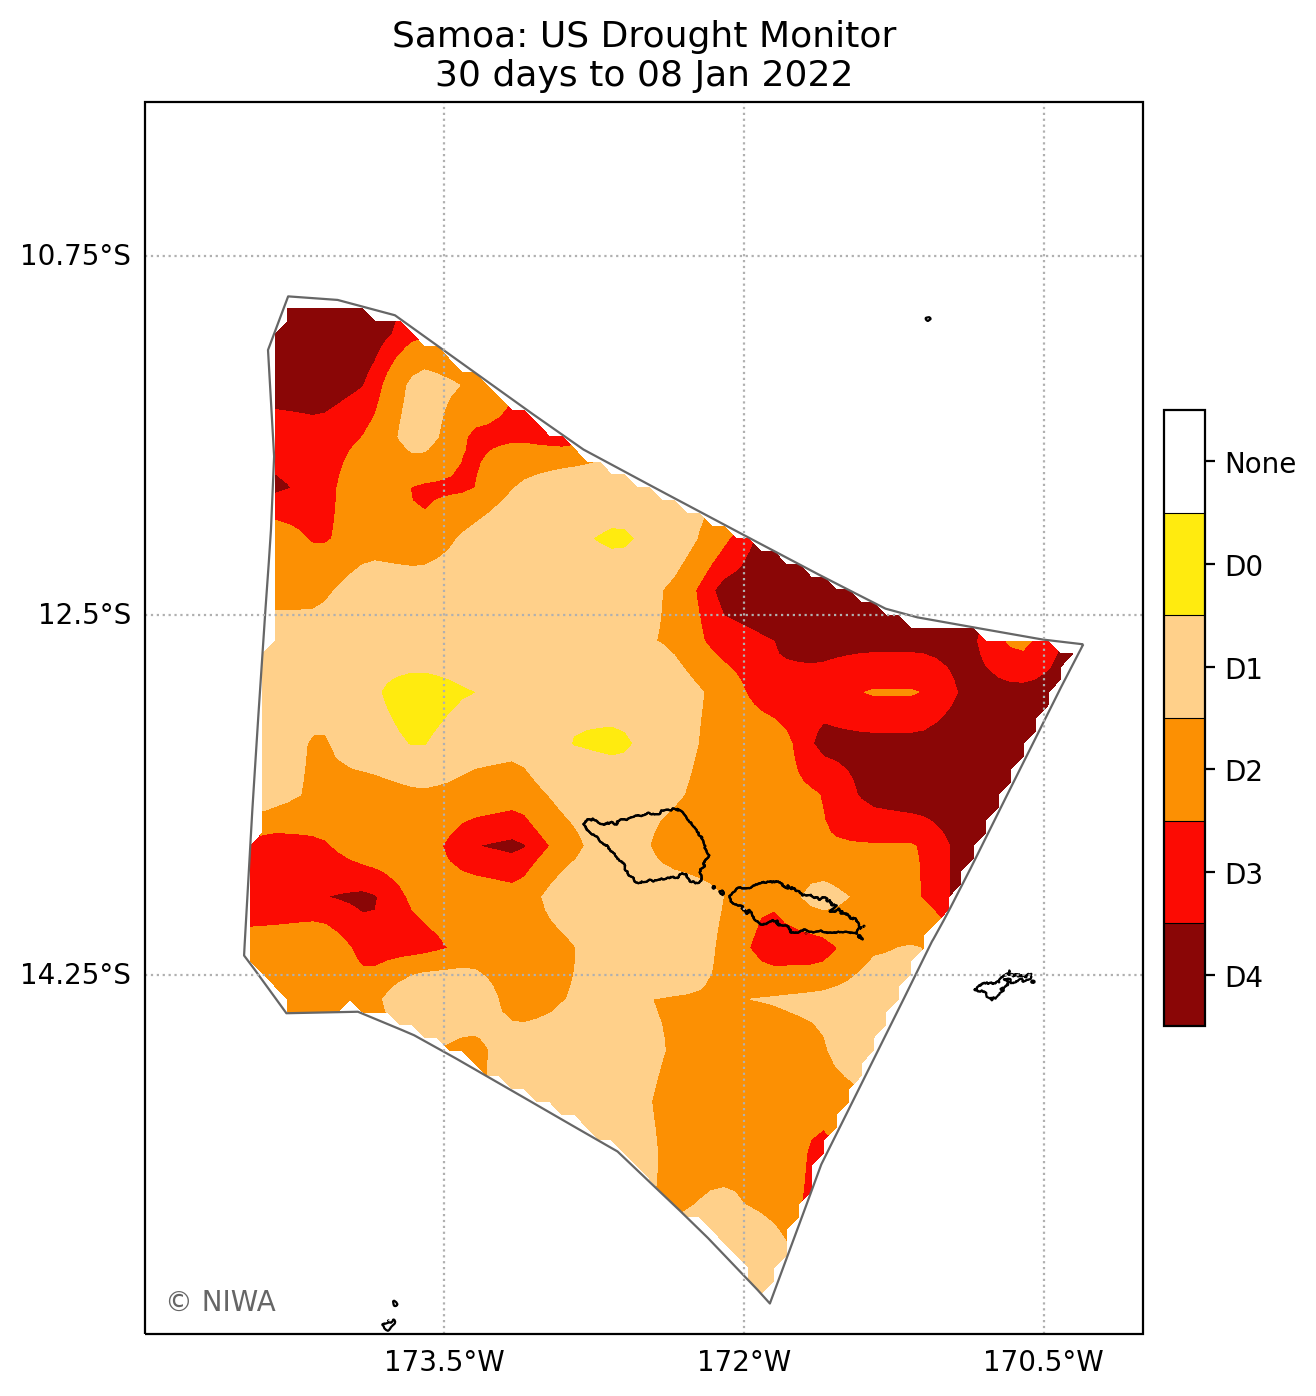 Samoa: US Drought Monitor
30 days to 08 Jan 2022
10.75°S
12.5°S
14.25°S
173.5°W
172°W
170.5°W
None
D0
D1
D2
D3
D4
© NIWA